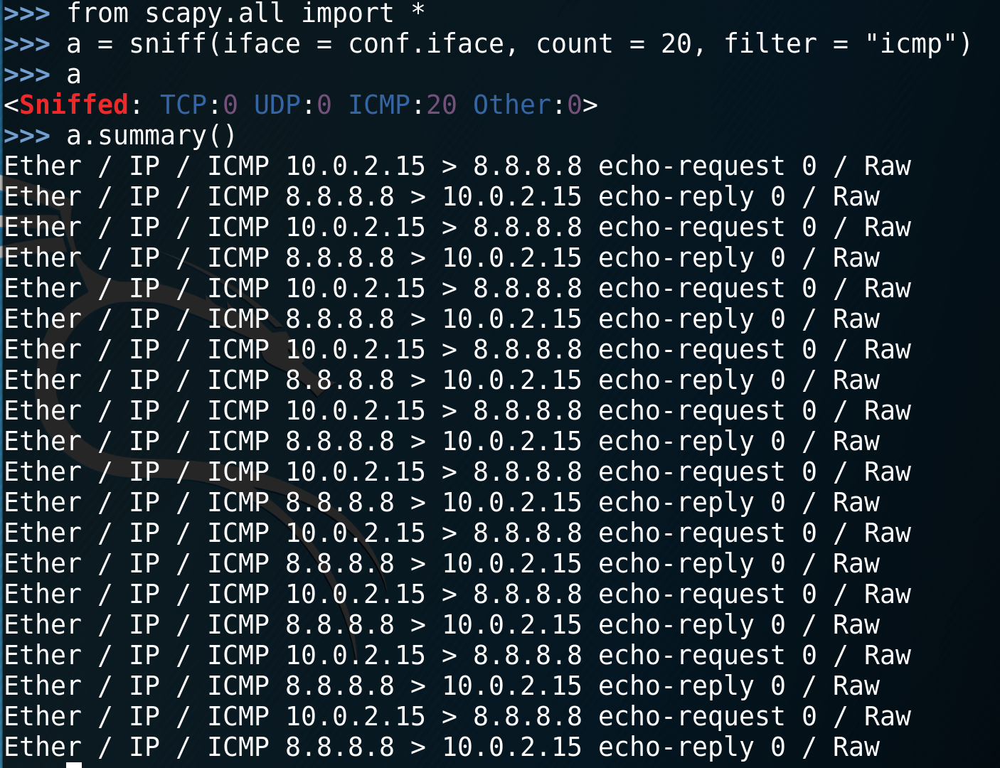 >>> from scapy.all import *
>>> a = sniff(iface = conf.iface, count = 20, filter = "icmp")
>>> a
<Sniffed: TCP:0 UDP:0 ICMP:20 Other:0>
>>> a.summary()
Ether / IP / ICMP 10.0.2.15 > 8.8.8.8 echo-request 0 / Raw
Ether / IP / ICMP 8.8.8.8 > 10.0.2.15 echo-reply 0 / Raw
Ether / IP / ICMP 10.0.2.15 > 8.8.8.8 echo-request 0 / Raw
Ether / IP / ICMP 8.8.8.8 > 10.0.2.15 echo-reply 0 / Raw
Ether / IP / ICMP 10.0.2.15 > 8.8.8.8 echo-request 0 / Raw
Ether / IP / ICMP 8.8.8.8 > 10.0.2.15 echo-reply 0 / Raw
Ether / IP / ICMP 10.0.2.15 > 8.8.8.8 echo-request 0 / Raw
Ether / IP / ICMP 8.8.8.8 > 10.0.2.15 echo-reply 0 / Raw
Ether / IP / ICMP 10.0.2.15 > 8.8.8.8 echo-request 0 / Raw
Ether / IP / ICMP 8.8.8.8 > 10.0.2.15 echo-reply 0 / Raw
Ether / IP / ICMP 10.0.2.15 > 8.8.8.8 echo-request 0 / Raw
Ether / IP / ICMP 8.8.8.8 > 10.0.2.15 echo-reply 0 / Raw
Ether / IP / ICMP 10.0.2.15 > 8.8.8.8 echo-request 0 / Raw
Ether / IP / ICMP 8.8.8.8 > 10.0.2.15 echo-reply 0 / Raw
Ether / IP / ICMP 10.0.2.15 > 8.8.8.8 echo-request 0 / Raw
Ether / IP / ICMP 8.8.8.8 > 10.0.2.15 echo-reply 0 / Raw
Ether / IP / ICMP 10.0.2.15 > 8.8.8.8 echo-request 0 / Raw
Ether / IP / ICMP 8.8.8.8 > 10.0.2.15 echo-reply 0 / Raw
Ether / IP / ICMP 10.0.2.15 > 8.8.8.8 echo-request 0 / Raw
Ether / IP / ICMP 8.8.8.8 > 10.0.2.15 echo-reply 0 / Raw